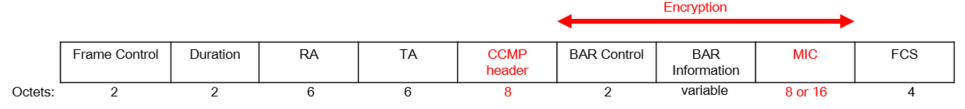 Encryption
Frame Control Duration RA TA CCMP header BAR Control BAR Information MIC FCS
Octets: 2 2 6 6 8 2 variable 8 or 16 4